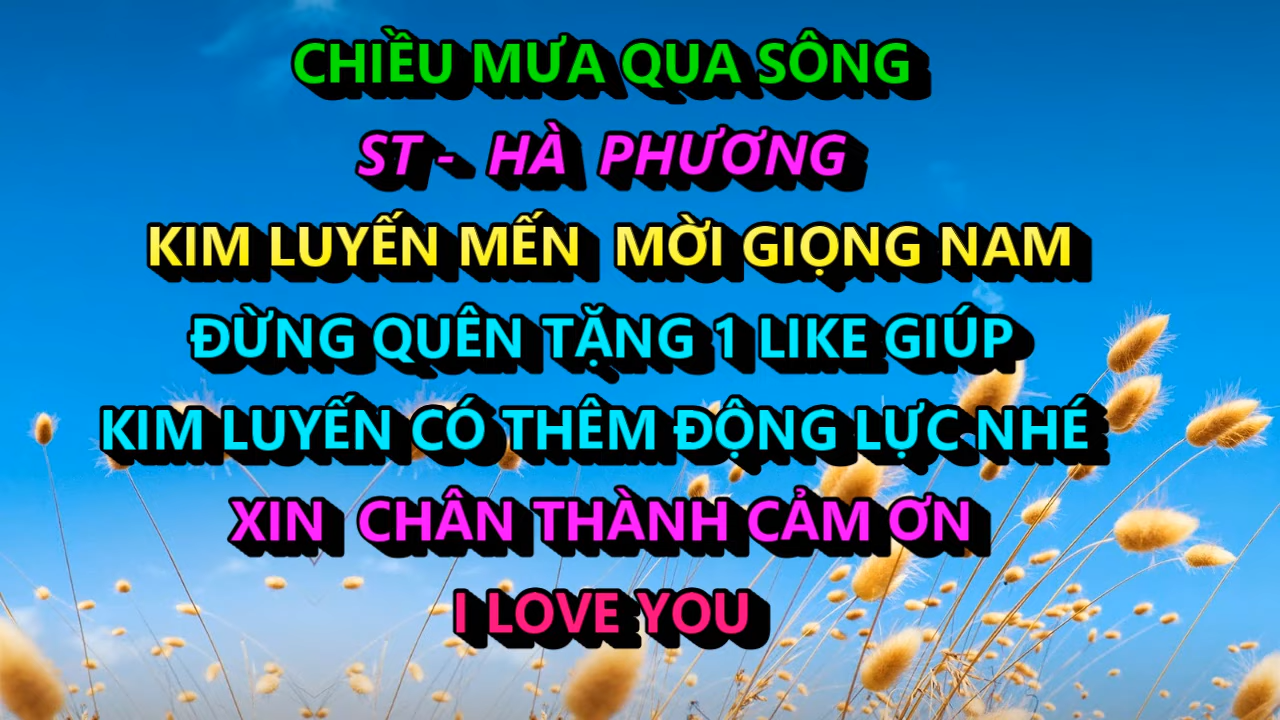 CHIỀU MƯA QUA SÔNG
ST - HÀ PHƯƠNG
KIM LUYẾN MẾN MỜI GIỌNG NAM
ĐỪNG QUÊN TẶNG 1 LIKE GIÚP
KIM LUYẾN CÓ THÊM ĐỘNG LỰC NHÉ
XIN CHÂN THÀNH CẢM ƠN
I LOVE YOU